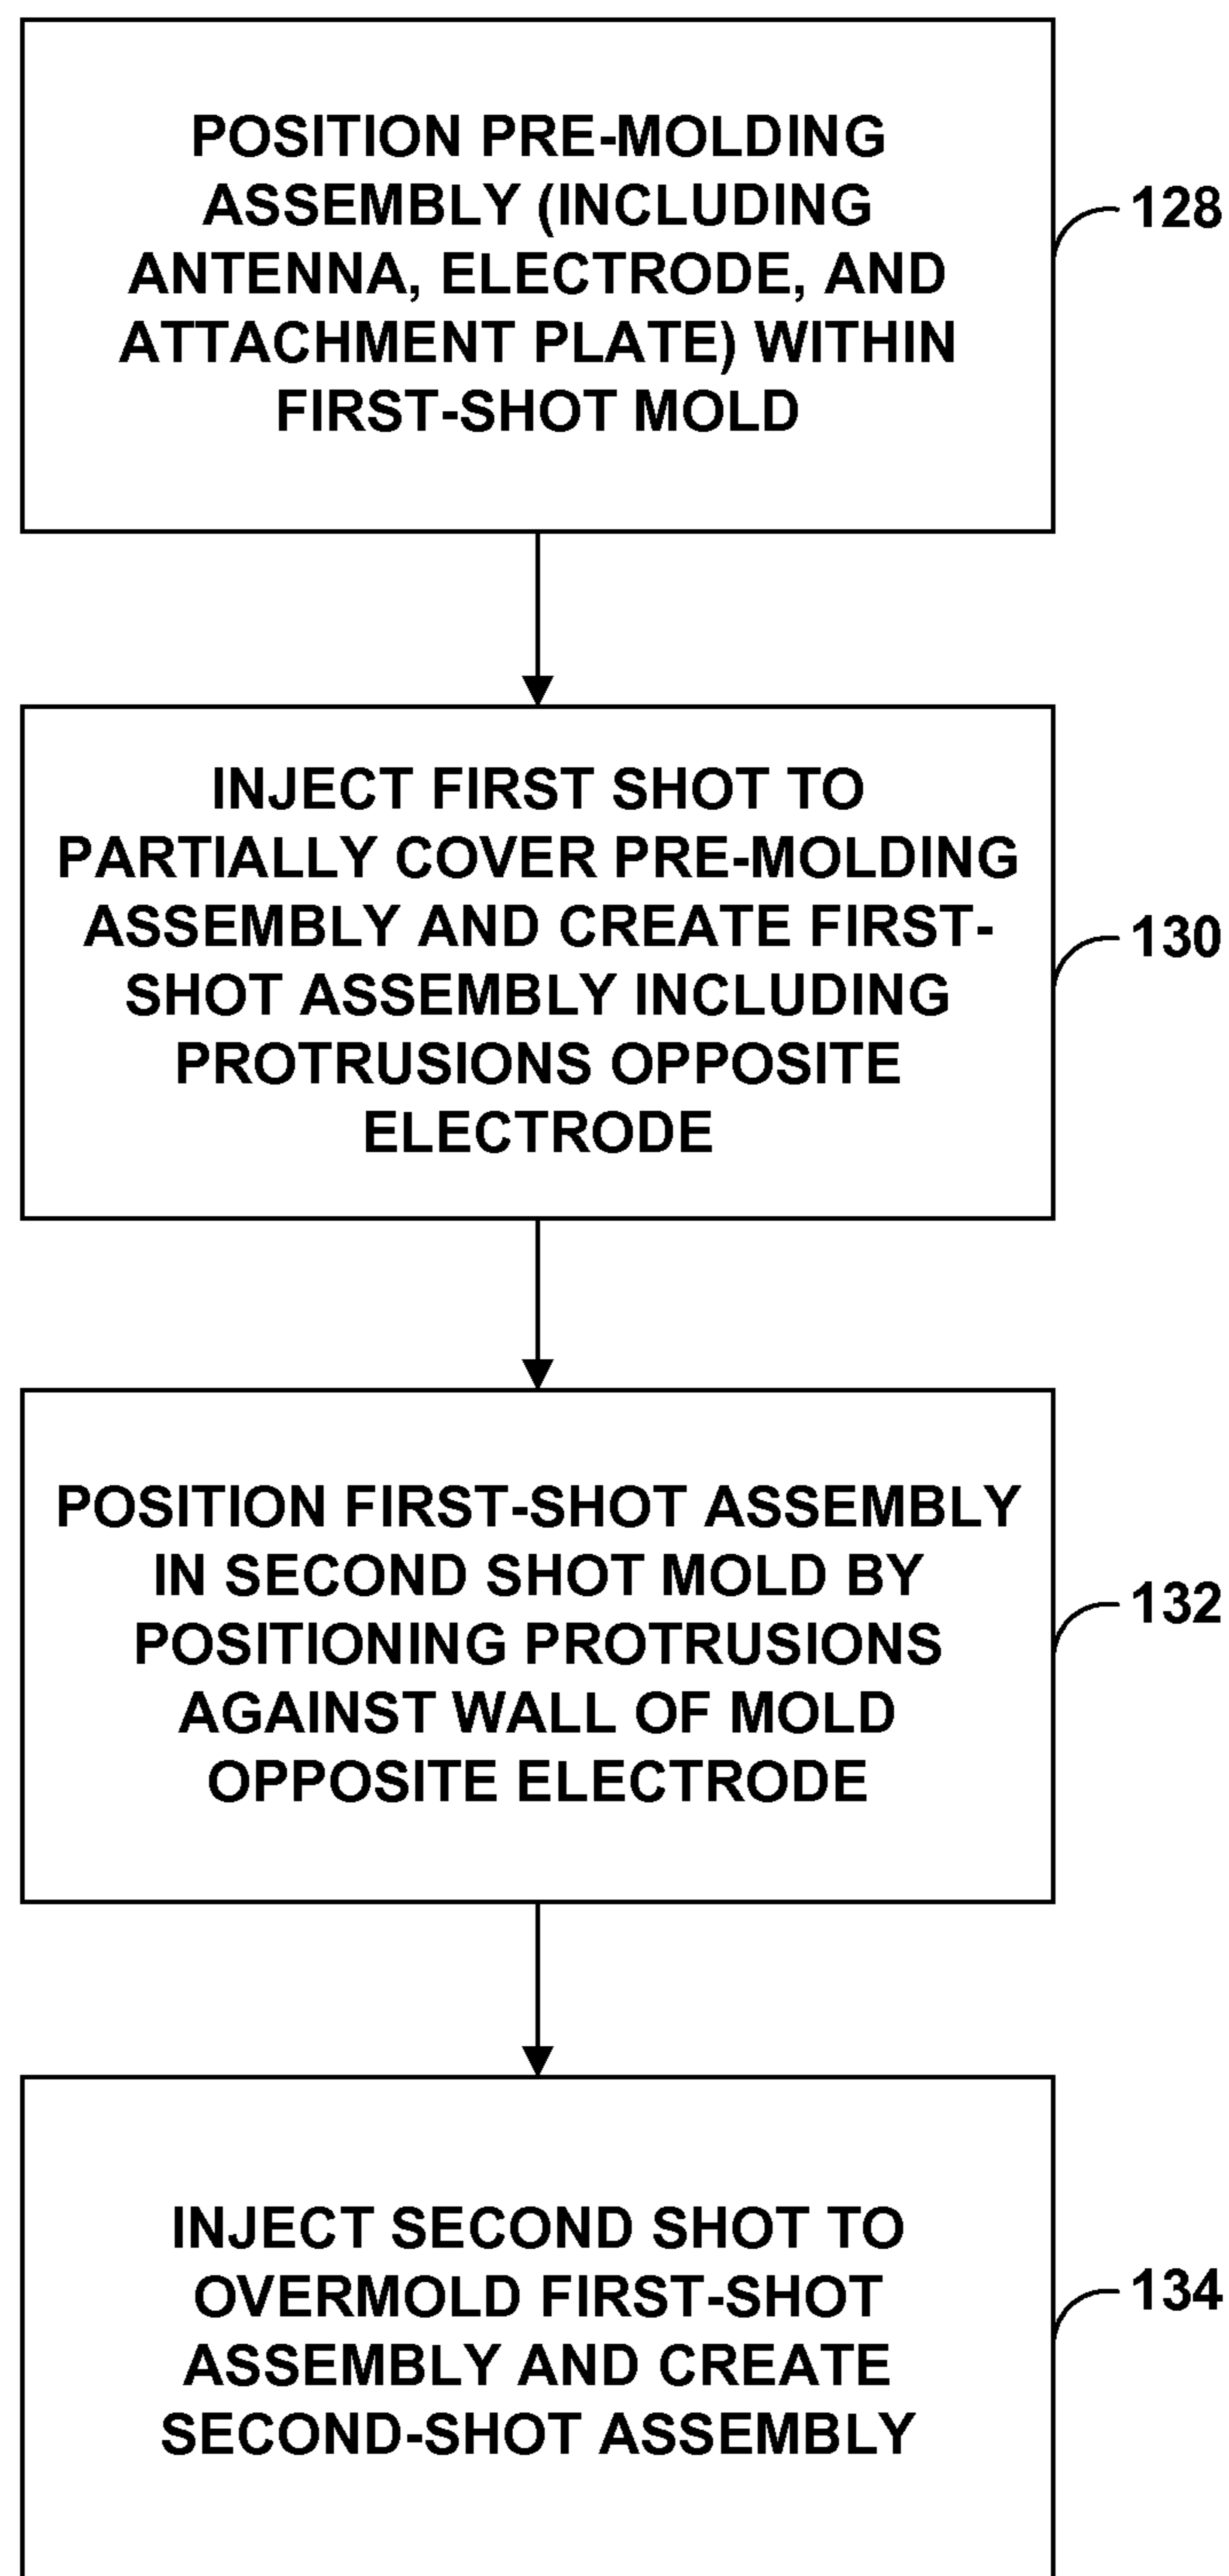 POSITION PRE-MOLDING
ASSEMBLY (INCLUDING
ANTENNA, ELECTRODE, AND
ATTACHMENT PLATE) WITHIN
FIRST-SHOT MOLD
128
INJECT FIRST SHOT TO
PARTIALLY COVER PRE-MOLDING
ASSEMBLY AND CREATE FIRST-
SHOT ASSEMBLY INCLUDING
PROTRUSIONS OPPOSITE
ELECTRODE
130
POSITION FIRST-SHOT ASSEMBLY
IN SECOND SHOT MOLD BY
POSITIONING PROTRUSIONS
AGAINST WALL OF MOLD
OPPOSITE ELECTRODE
132
INJECT SECOND SHOT TO
OVERMOLD FIRST-SHOT
ASSEMBLY AND CREATE
SECOND-SHOT ASSEMBLY
134